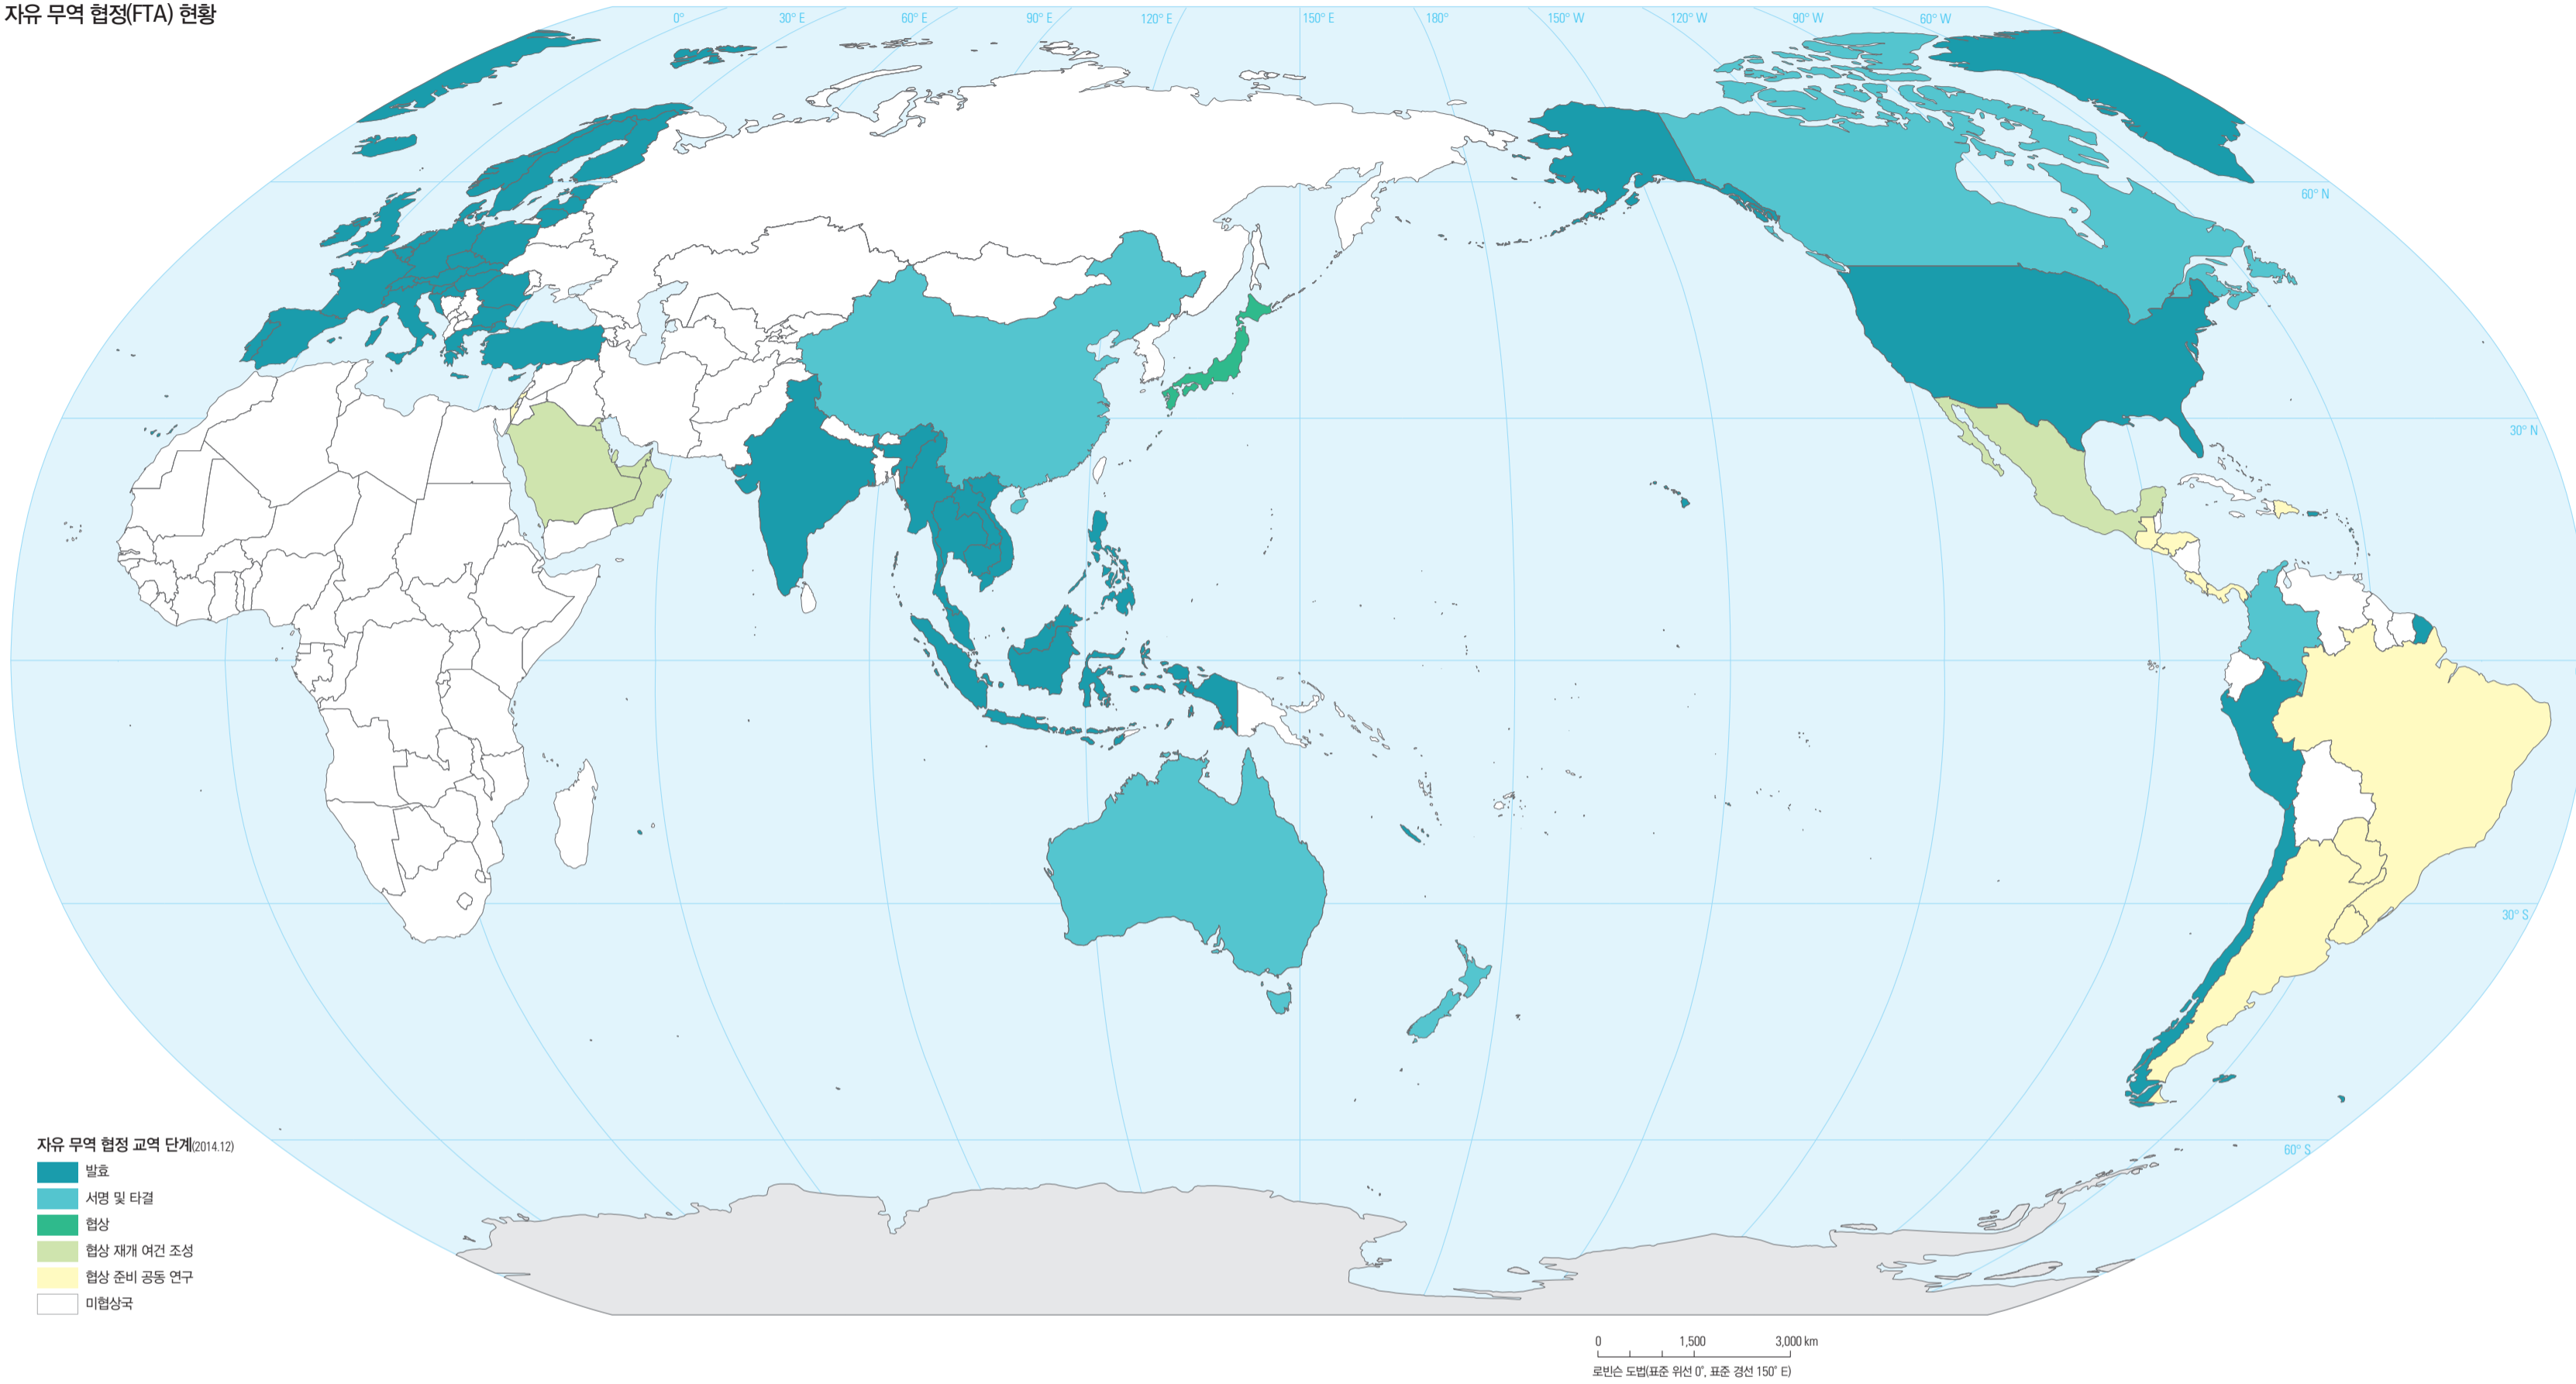 자유 무역 협정(FTA) 현황
0°
30° E
60° E
90° E
120° E
150° E
180°
150° W
120° W
90° W
60° W
60° N
30° N
30° S
60° S
자유 무역 협정 교역 단계(2014.12)
발효
서명 및 타결
협상
협상 재개 여건 조성
협상 준비 공동 연구
미협상국
0 1,500 3,000 km
로빈슨 도법(표준 위선 0°, 표준 경선 150° E)